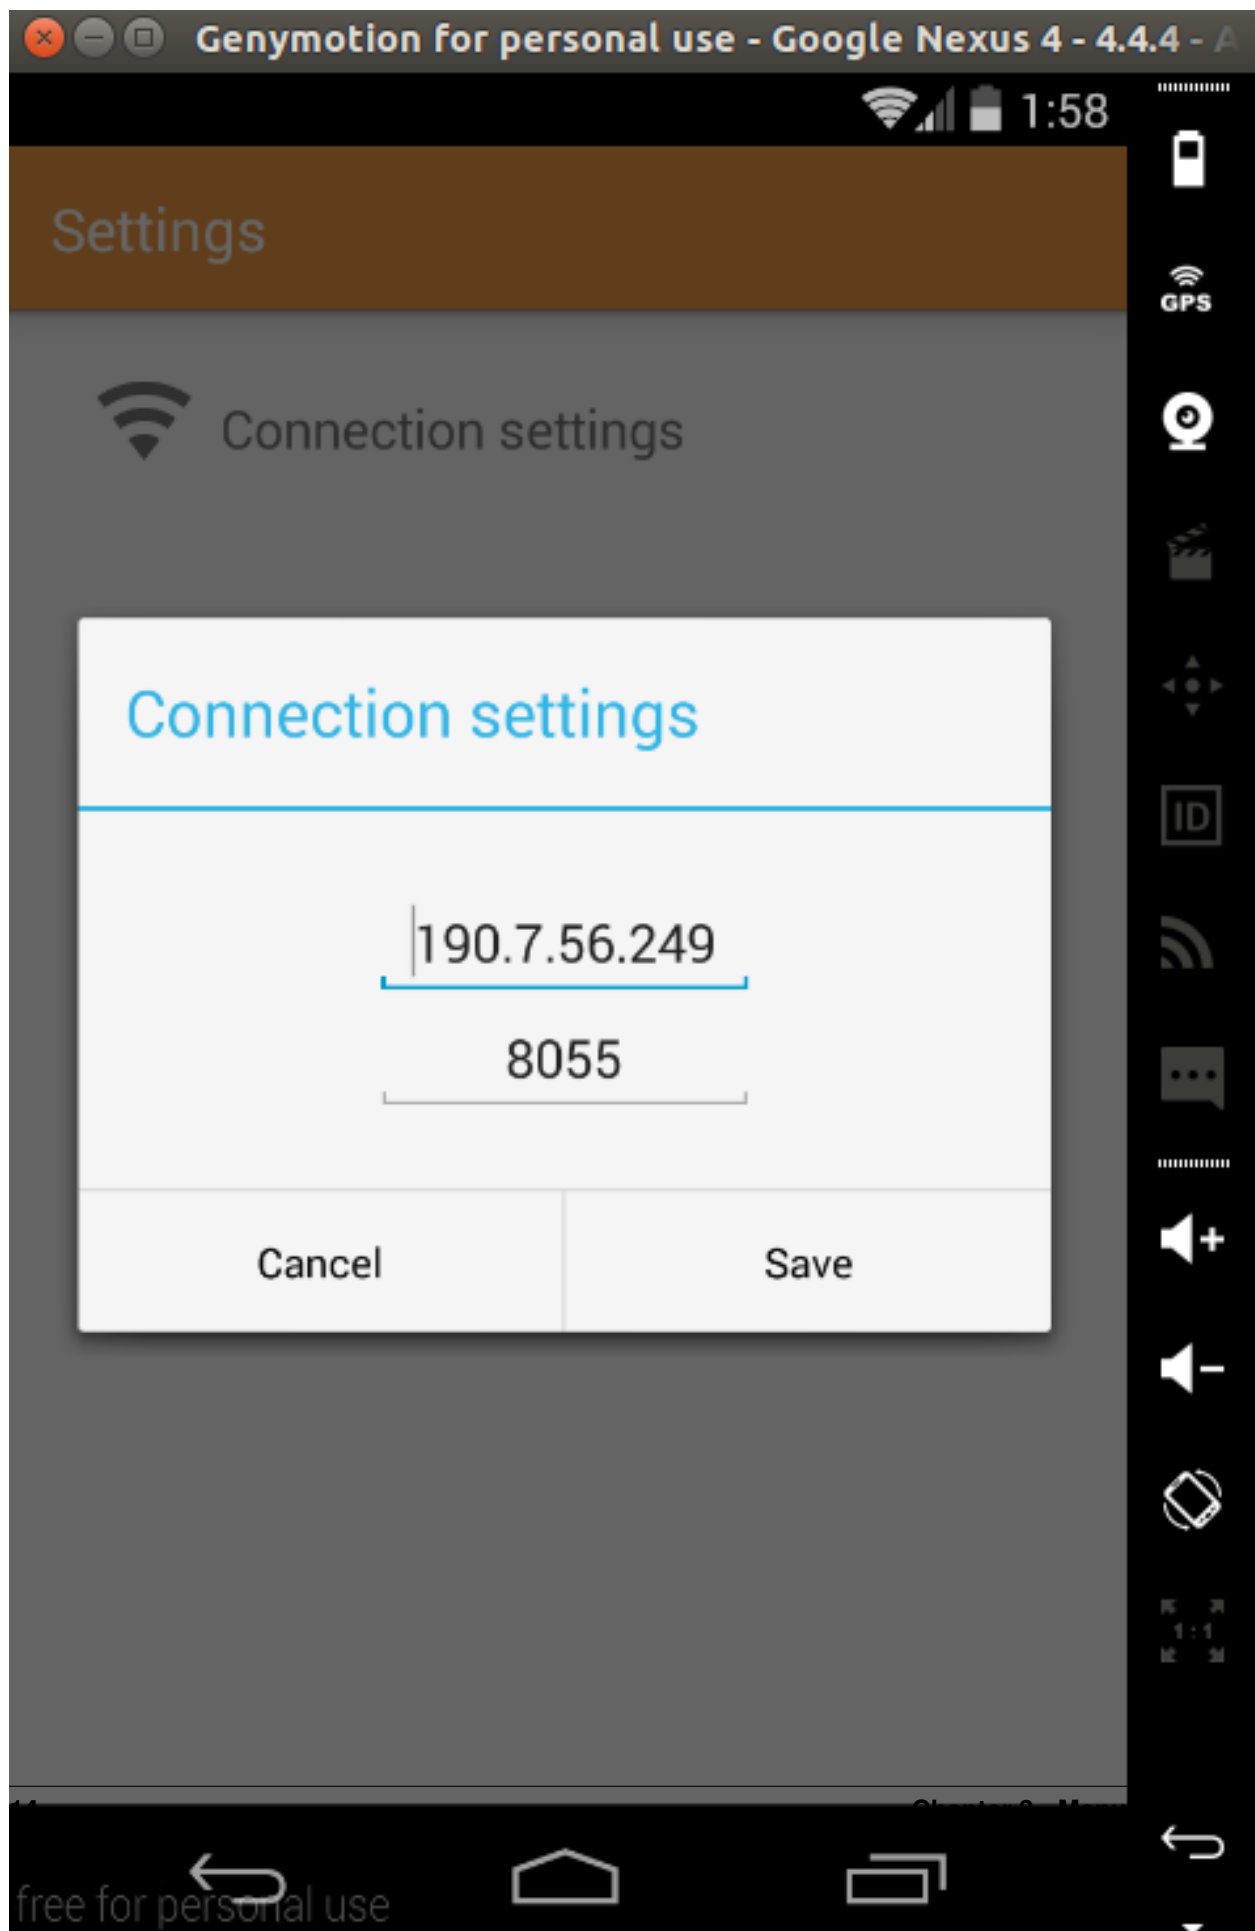 Genymotion for personal use - Google Nexus 4 - 4.4.4 - A
1:58
Settings
GPS
Connection settings
Connection settings
ID
190.7.56.249
8055
Cancel
Save
1:1
free for personal use